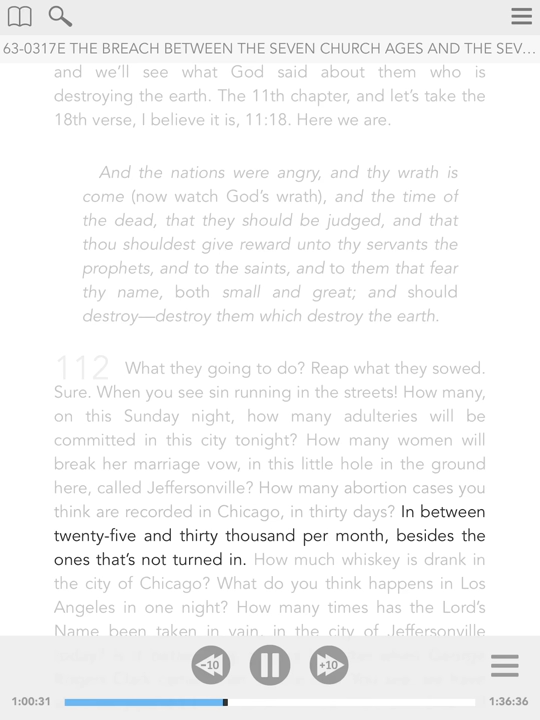 63-0317E THE BREACH BETWEEN THE SEVEN CHURCH AGES AND THE SEV...
and we'll see what God said about them who is
destroying the earth. The 11th chapter, and let's take the
18th verse, I believe it is, 11:18. Here we are.
And the nations were angry, and thy wrath is
come (now watch God's wrath), and the time of
the dead, that they should be judged, and that
thou shouldest give reward unto thy servants the
prophets, and to the saints, and to them that fear
thy name, both small and great; and should
destroy—destroy them which destroy the earth.
112 What they going to do? Reap what they sowed.
Sure. When you see sin running in the streets! How many,
on this Sunday night, how many adulteries will be
committed in this city tonight? How many women will
break her marriage vow, in this little hole in the ground
here, called Jeffersonville? How many abortion cases you
think are recorded in Chicago, in thirty days? In between
twenty-five and thirty thousand per month, besides the
ones that's not turned in. How much whiskey is drank in
the city of Chicago? What do you think happens in Los
Angeles in one night? How many times has the Lord's
Name been taken in vain, in the city of Jeffersonville
-10
+10
1:00:31
1:36:36